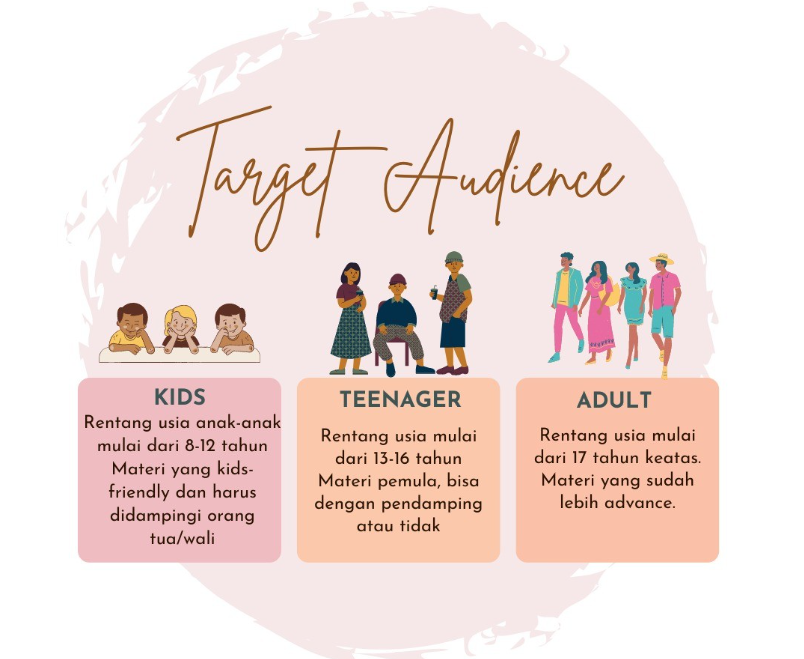 Target Audience
KIDS
Rentang usia anak-anak
mulai dari 8-12 tahun
Materi yang kids-
friendly dan harus
didampingi orang
tua/wali
TEENAGER
Rentang usia mulai
dari 13-16 tahun
Materi pemula, bisa
dengan pendamping
atau tidak
ADULT
Rentang usia mulai
dari 17 tahun keatas.
Materi yang sudah
lebih advance.